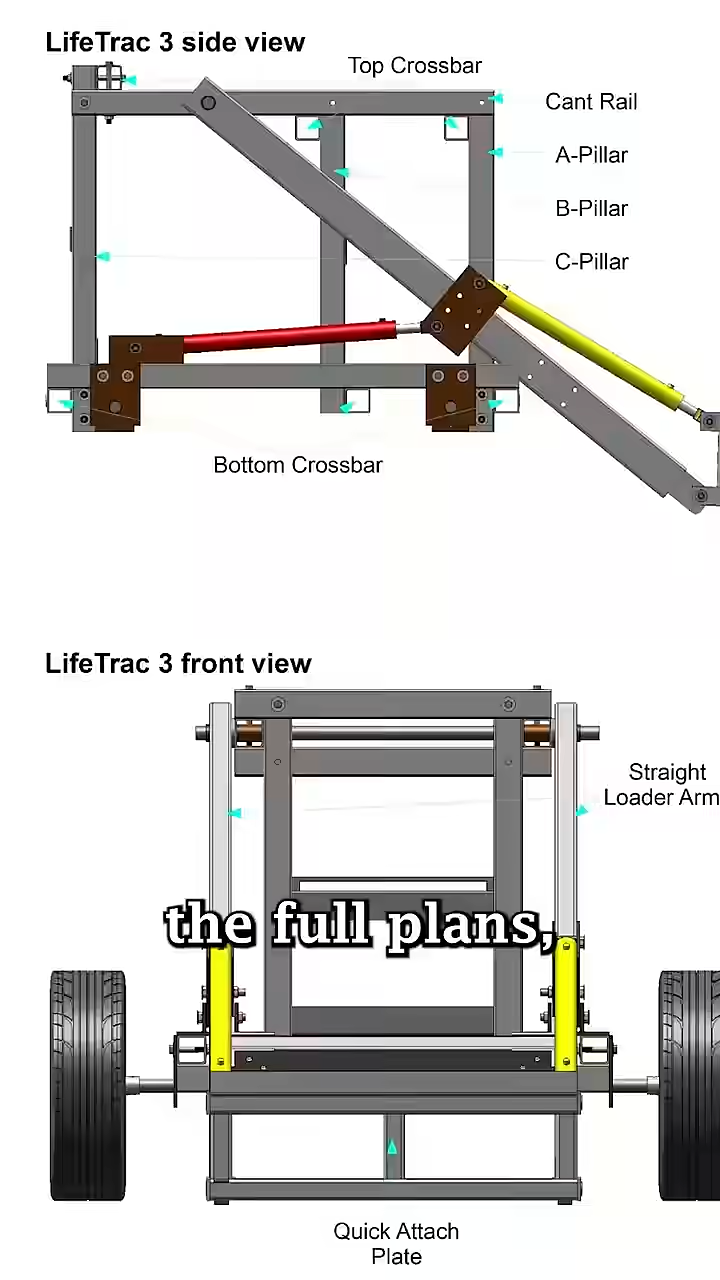 LifeTrac 3 side view
Top Crossbar
Cant Rail
A-Pillar
B-Pillar
C-Pillar
Bottom Crossbar
LifeTrac 3 front view
Straight
Loader Arm
the full plans,
Quick Attach
Plate